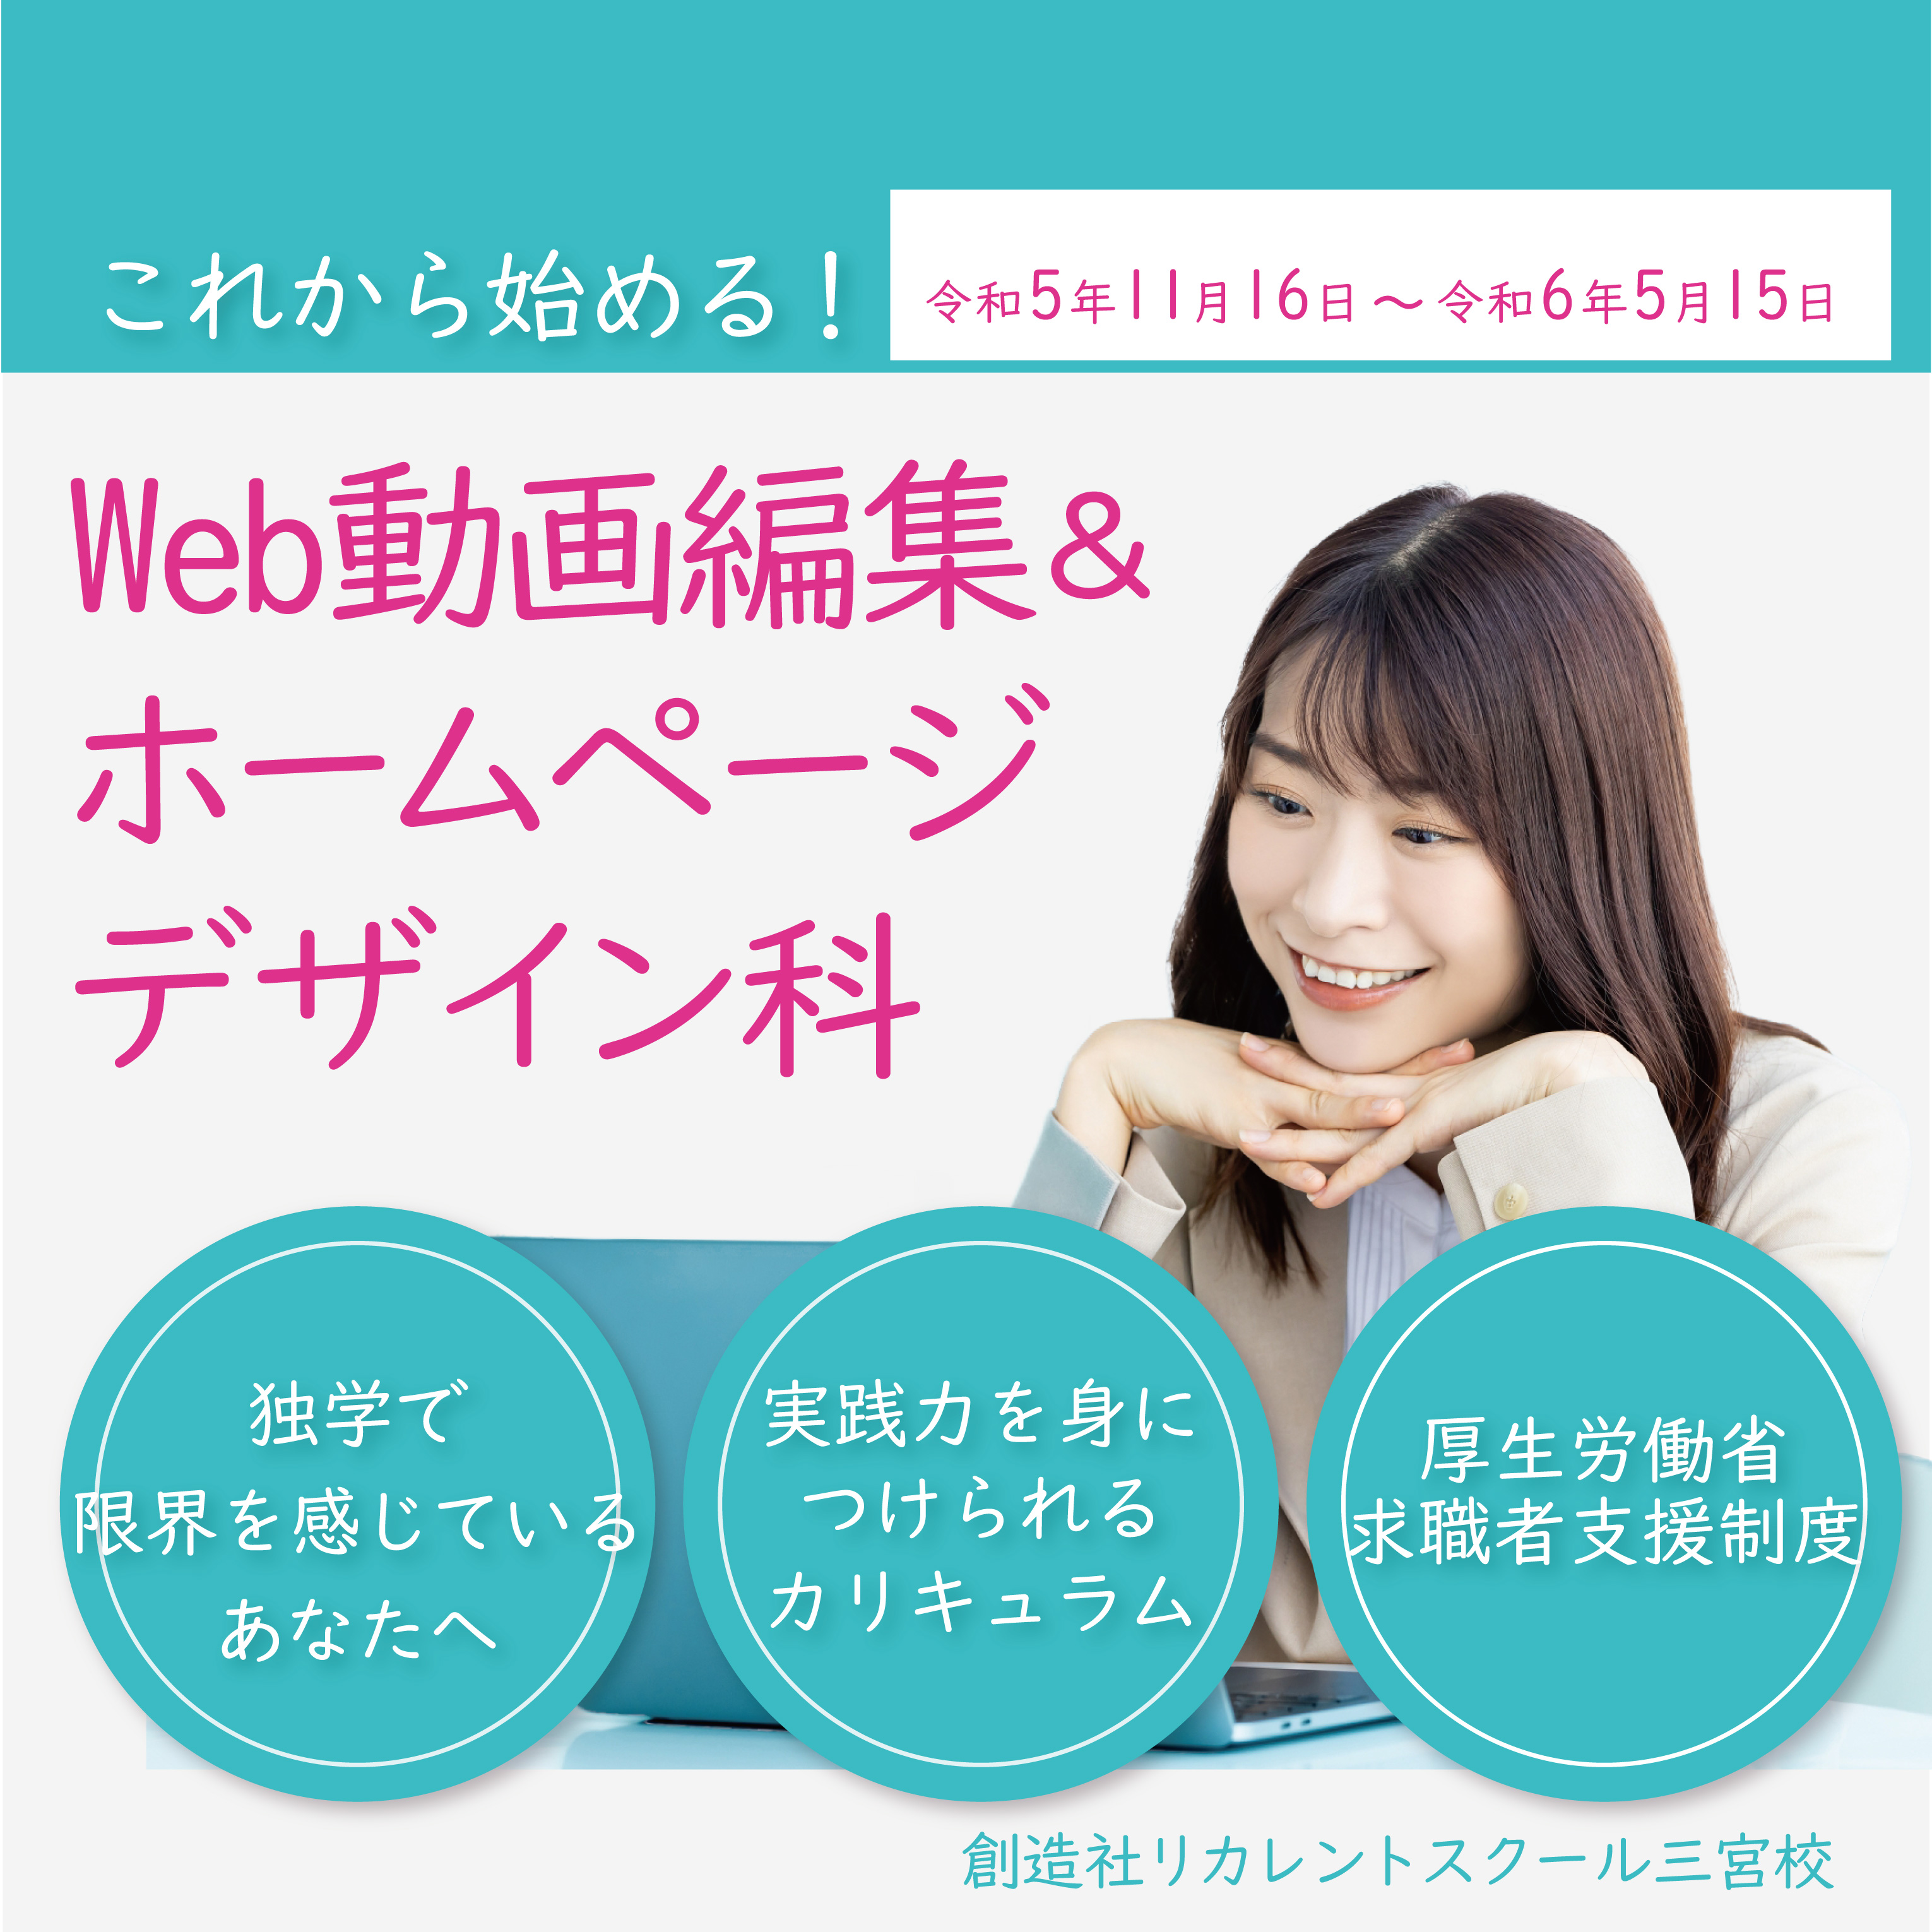 これから始める！
令和5年11月16日〜令和6年5月15日
Web動画編集＆
ホームページ
デザイン科
独学で
限界を感じている
あなたへ
実践力を身に
つけられる
カリキュラム
厚生労働省
求職者支援制度
創造社リカレントスクール三宮校